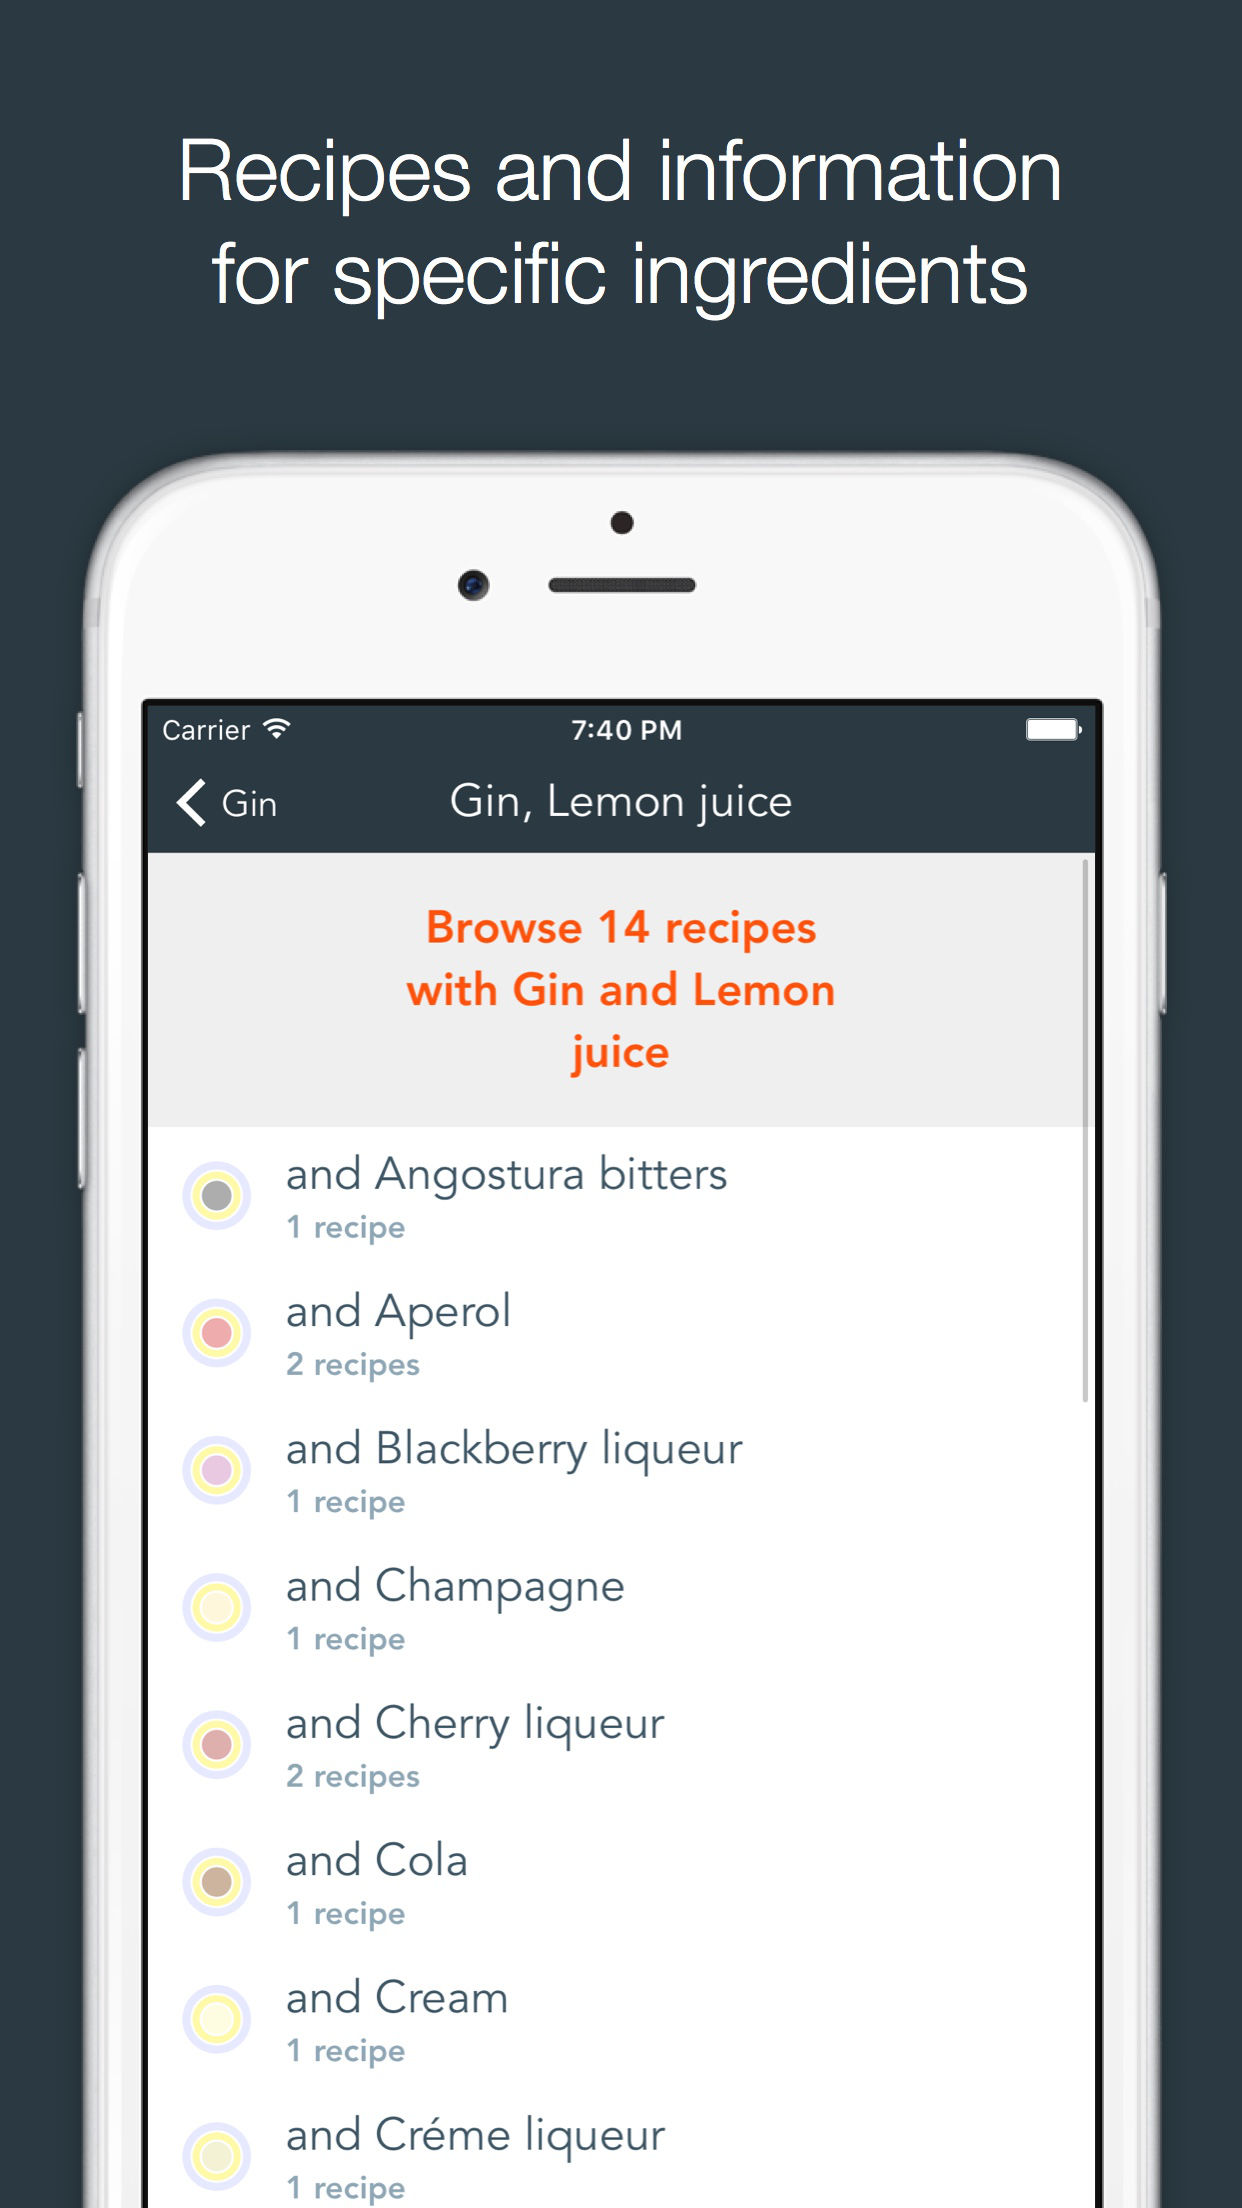 Recipes and information
for specific ingredients
Carrier
7:40 PM
Gin
Gin, Lemon juice
Browse 14 recipes
with Gin and Lemon
juice
and Angostura bitters
1 recipe
and Aperol
2 recipes
and Blackberry liqueur
1 recipe
and Champagne
1 recipe
and Cherry liqueur
2 recipes
and Cola
1 recipe
and Cream
1 recipe
and Créme liqueur
1 recipe